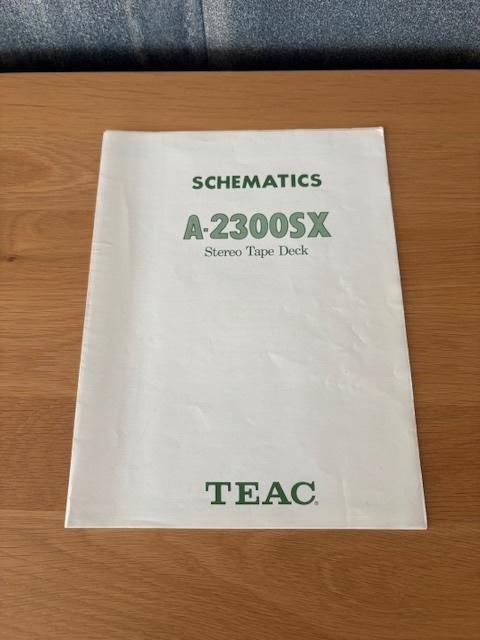 SCHEMATICS
A-2300SX
Stereo Tape Deck
TEAC®